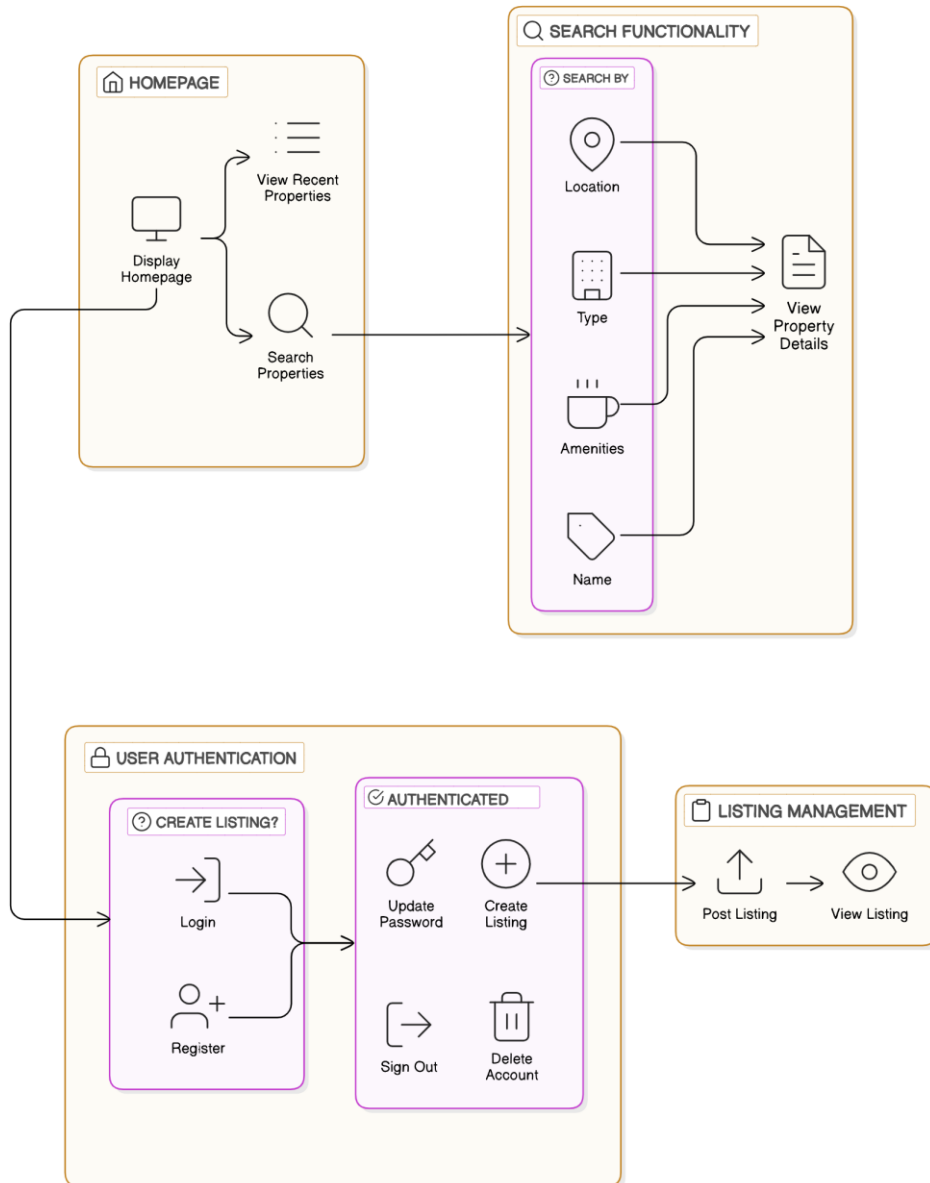 SEARCH FUNCTIONALITY
HOMEPAGE
SEARCH BY
View Recent
Properties
Location
Display
Homepage
View
Property
Details
Type
Search
Properties
Amenities
Name
USER AUTHENTICATION
CREATE LISTING?
AUTHENTICATED
LISTING MANAGEMENT
Login
Update
Password
Create
Listing
Post Listing
View Listing
Register
Sign Out
Delete
Account